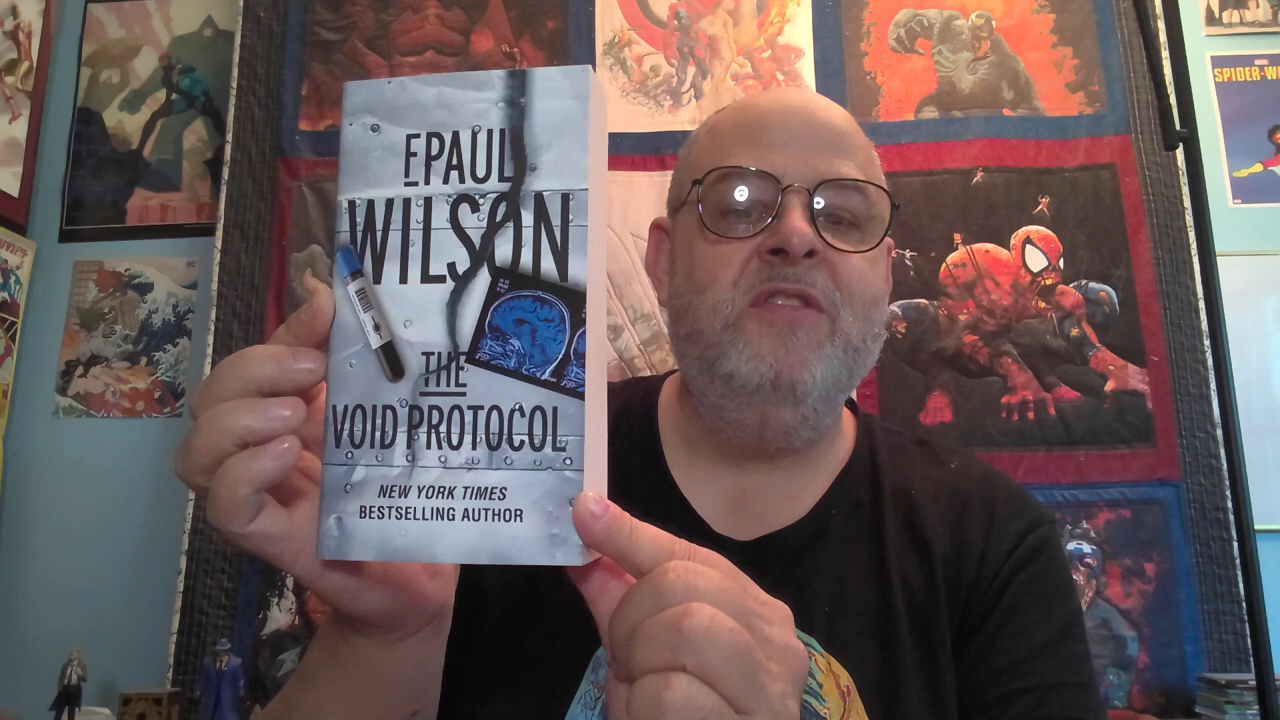 F PAUL
WILSON
THE
VOID PROTOCOL
NEW YORK TIMES
BESTSELLING AUTHOR
SPIDER-W